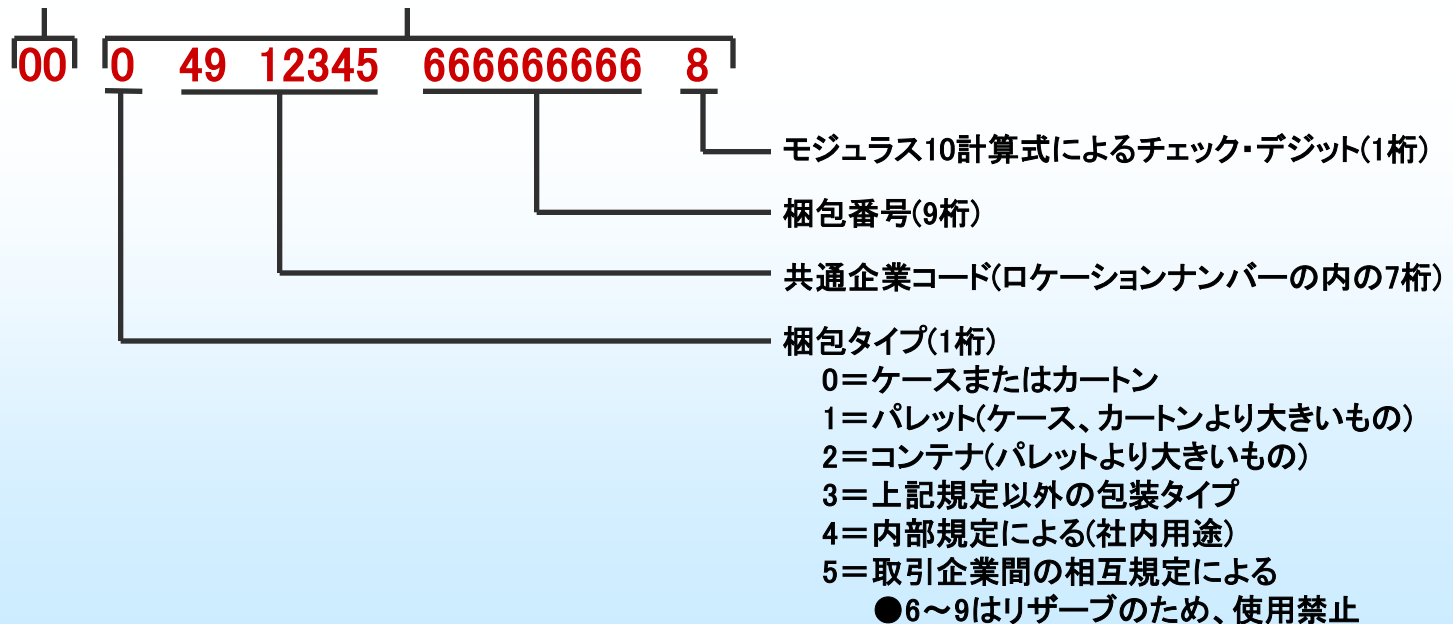 00 0 49 12345 666666666 8
モジュラス10計算式によるチェック・デジット(1桁)
梱包番号(9桁)
共通企業コード(ロケーションナンバーの内の7桁)
梱包タイプ(1桁)
0＝ケースまたはカートン
1＝パレット(ケース、カートンより大きいもの)
2＝コンテナ(パレットより大きいもの)
3＝上記規定以外の包装タイプ
4＝内部規定による(社内用途)
5＝取引企業間の相互規定による
●6～9はリザーブのため、使用禁止